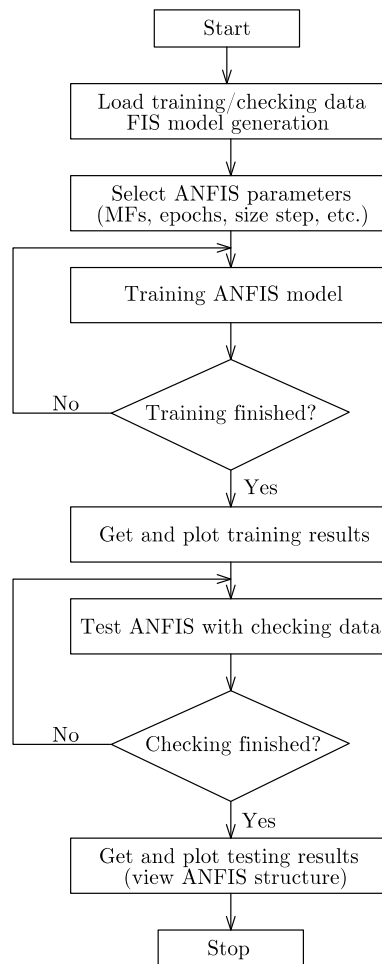 Start
Load training/checking data
FIS model generation
Select ANFIS parameters
(MFs, epochs, size step, etc.)
Training ANFIS model
Training finished?
No
Yes
Get and plot training results
Test ANFIS with checking data
Checking finished?
No
Yes
Get and plot testing results
(view ANFIS structure)
Stop